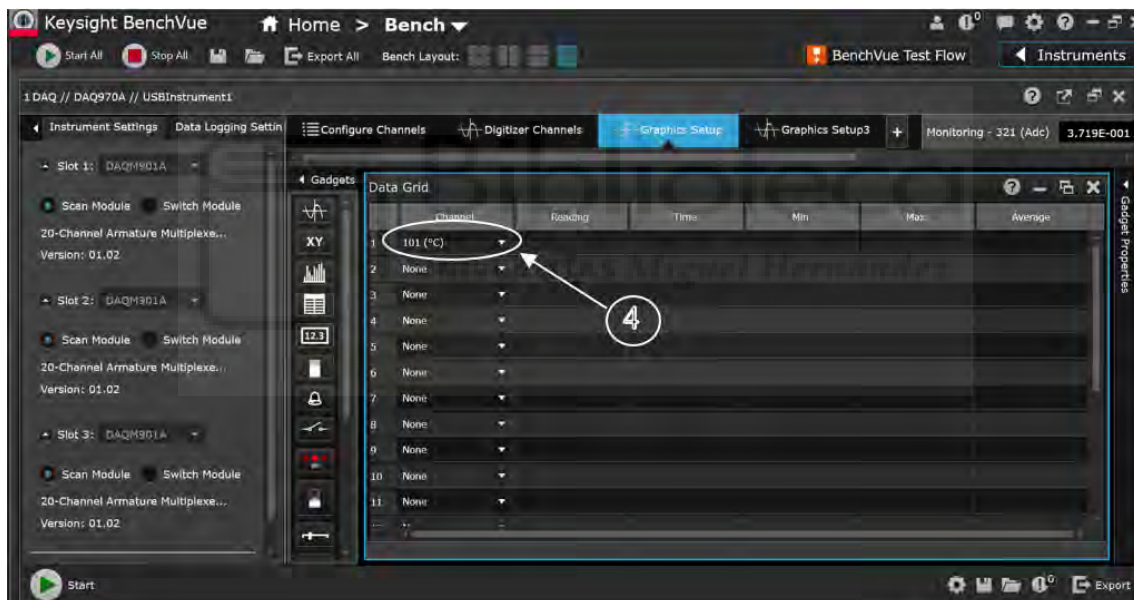 Keysight BenchVue Home > Bench
Start All Stop All Export All Bench Layout: BenchVue Test Flow Instruments
1 DAQ // DAQ970A // USBInstrument1
Instrument Settings Data Logging Settin Configure Channels Digitizer Channels Graphics Setup Graphics Setup3 + Monitoring - 321 (Adc) 3.719E-001
Slot 1: DAQM901A
Scan Module Switch Module
20-Channel Armature Multiplexe...
Version: 01.02
Slot 2: DAQM901A
Scan Module Switch Module
20-Channel Armature Multiplexe...
Version: 01.02
Slot 3: DAQM901A
Scan Module Switch Module
20-Channel Armature Multiplexe...
Version: 01.02
Gadgets
XY
12.3
Data Grid
Channel Reading Time Min Max Average
1 101 (°C)
2 None
3 None
4 None
5 None
6 None
7 None
8 None
9 None
10 None
11 None
4
Gadget Properties
Start Export
Biblioteca